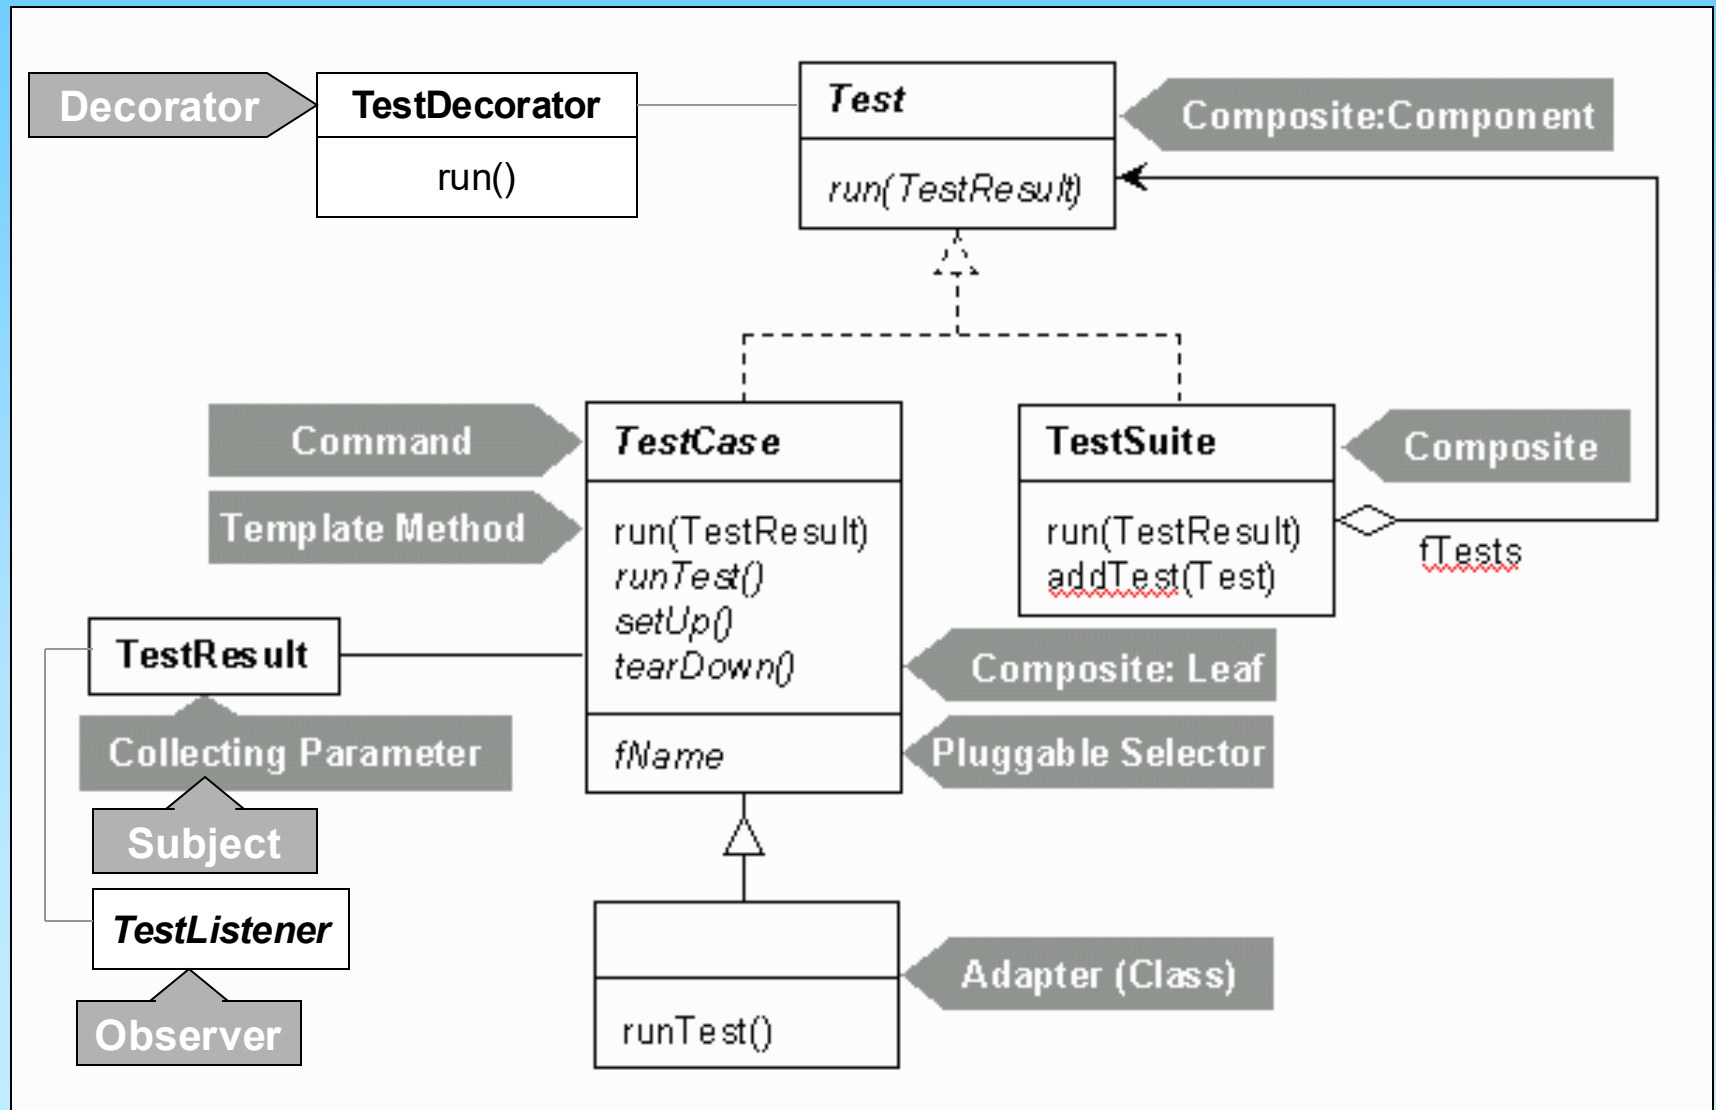 Decorator
TestDecorator
run()
Test
run(TestResult)
Composite:Component
Command
Template Method
TestCase
run(TestResult)
runTest()
setUp()
tearDown()
fName
TestSuite
run(TestResult)
addTest(Test)
Composite
fTests
Composite: Leaf
Pluggable Selector
TestResult
Collecting Parameter
Subject
TestListener
Observer
runTest()
Adapter (Class)